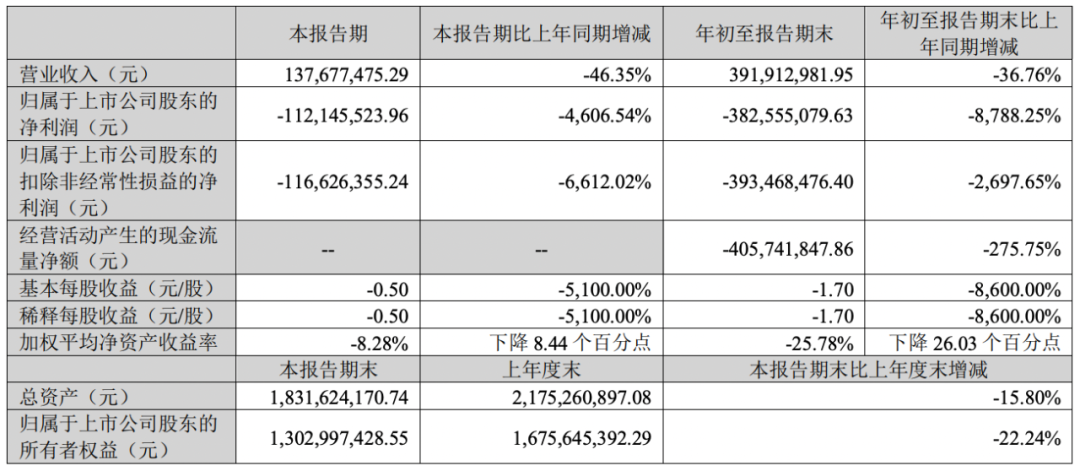 本报告期 本报告期比上年同期增减 年初至报告期末 年初至报告期末比上
年同期增减
营业收入（元） 137,677,475.29 -46.35% 391,912,981.95 -36.76%
归属于上市公司股东的
净利润（元） -112,145,523.96 -4,606.54% -382,555,079.63 -8,788.25%
归属于上市公司股东的
扣除非经常性损益的净
利润（元） -116,626,355.24 -6,612.02% -393,468,476.40 -2,697.65%
经营活动产生的现金流
量净额（元） -- -- -405,741,847.86 -275.75%
基本每股收益（元/股） -0.50 -5,100.00% -1.70 -8,600.00%
稀释每股收益（元/股） -0.50 -5,100.00% -1.70 -8,600.00%
加权平均净资产收益率 -8.28% 下降 8.44 个百分点 -25.78% 下降 26.03 个百分点
本报告期末 上年度末 本报告期末比上年度末增减
总资产（元） 1,831,624,170.74 2,175,260,897.08 -15.80%
归属于上市公司股东的
所有者权益（元） 1,302,997,428.55 1,675,645,392.29 -22.24%